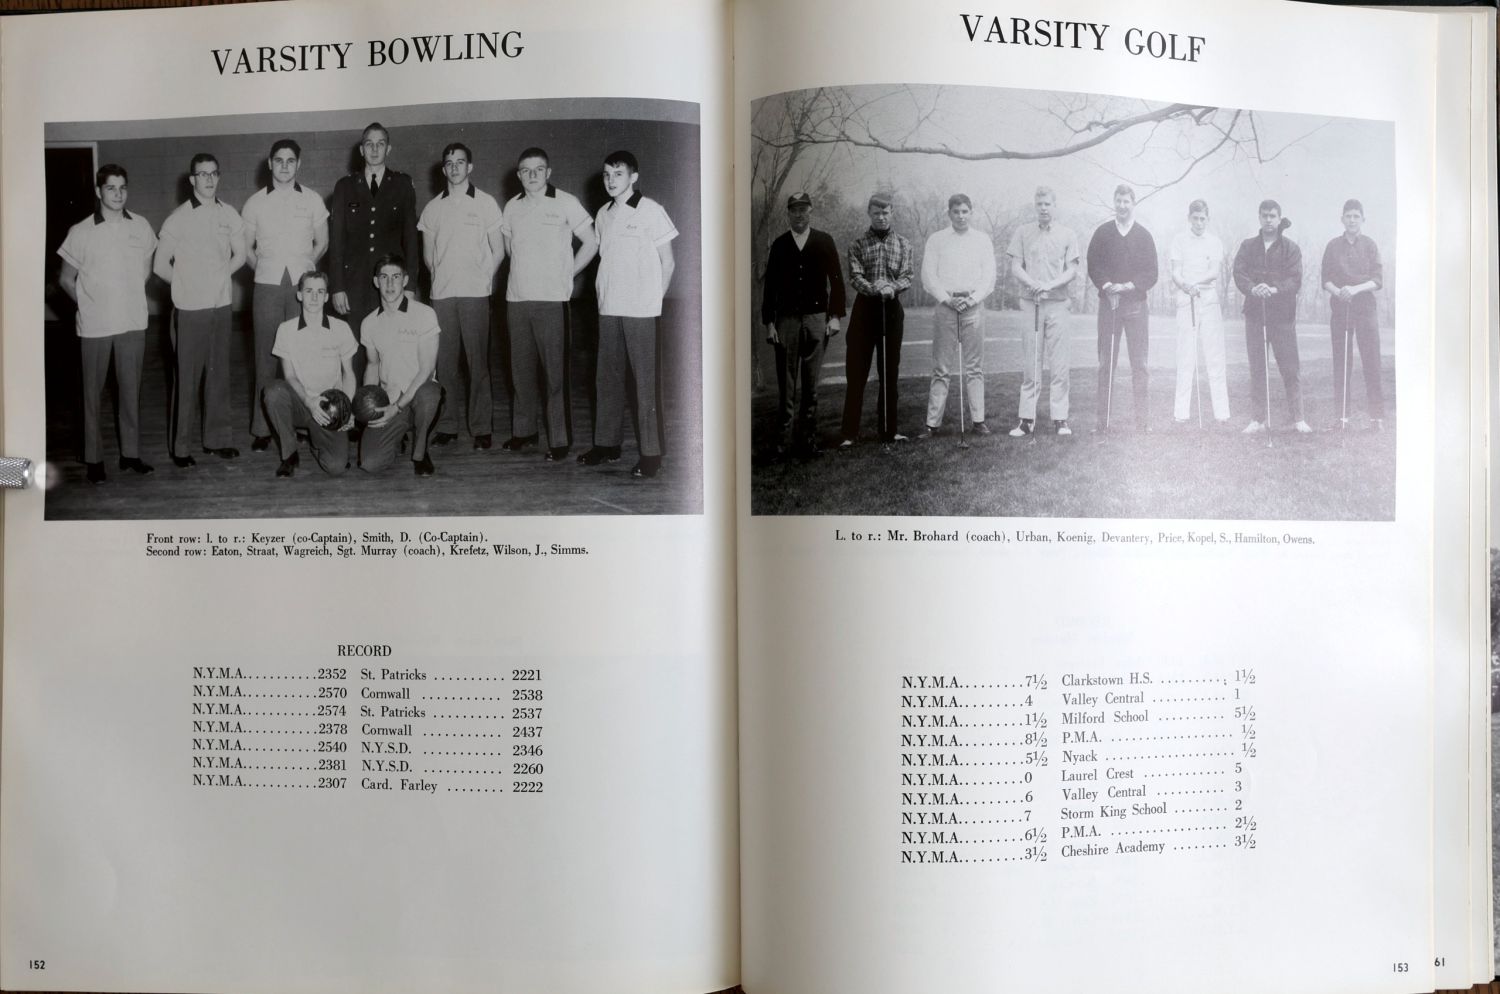 VARSITY BOWLING
Front row: l. to r.: Keyzer (co-Captain), Smith, D. (Co-Captain).
Second row: Eaton, Straat, Wagreich, Sgt. Murray (coach), Krefetz, Wilson, J., Simms.
RECORD
N.Y.M.A...........2352 St. Patricks .......... 2221
N.Y.M.A...........2570 Cornwall ........... 2538
N.Y.M.A...........2574 St. Patricks .......... 2537
N.Y.M.A...........2378 Cornwall ........... 2437
N.Y.M.A...........2540 N.Y.S.D. ........... 2346
N.Y.M.A...........2381 N.Y.S.D. ........... 2260
N.Y.M.A...........2307 Card. Farley ........ 2222
152
VARSITY GOLF
L. to r.: Mr. Brohard (coach), Urban, Koenig, Devantery, Price, Kopel, S., Hamilton, Owens.
N.Y.M.A.........7½ Clarkstown H.S. .......... 1½
N.Y.M.A.........4 Valley Central .......... 1
N.Y.M.A.........1½ Milford School .......... 5½
N.Y.M.A.........8½ P.M.A. .................. ½
N.Y.M.A.........5½ Nyack ................... ½
N.Y.M.A.........0 Laurel Crest ............ 5
N.Y.M.A.........6 Valley Central .......... 3
N.Y.M.A.........7 Storm King School ........ 2
N.Y.M.A.........6½ P.M.A. ................. 2½
N.Y.M.A.........3½ Cheshire Academy ........ 3½
153
61